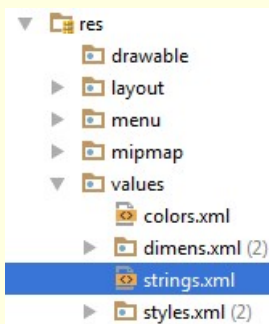 res
drawable
layout
menu
mipmap
values
colors.xml
dimens.xml (2)
strings.xml
styles.xml (2)